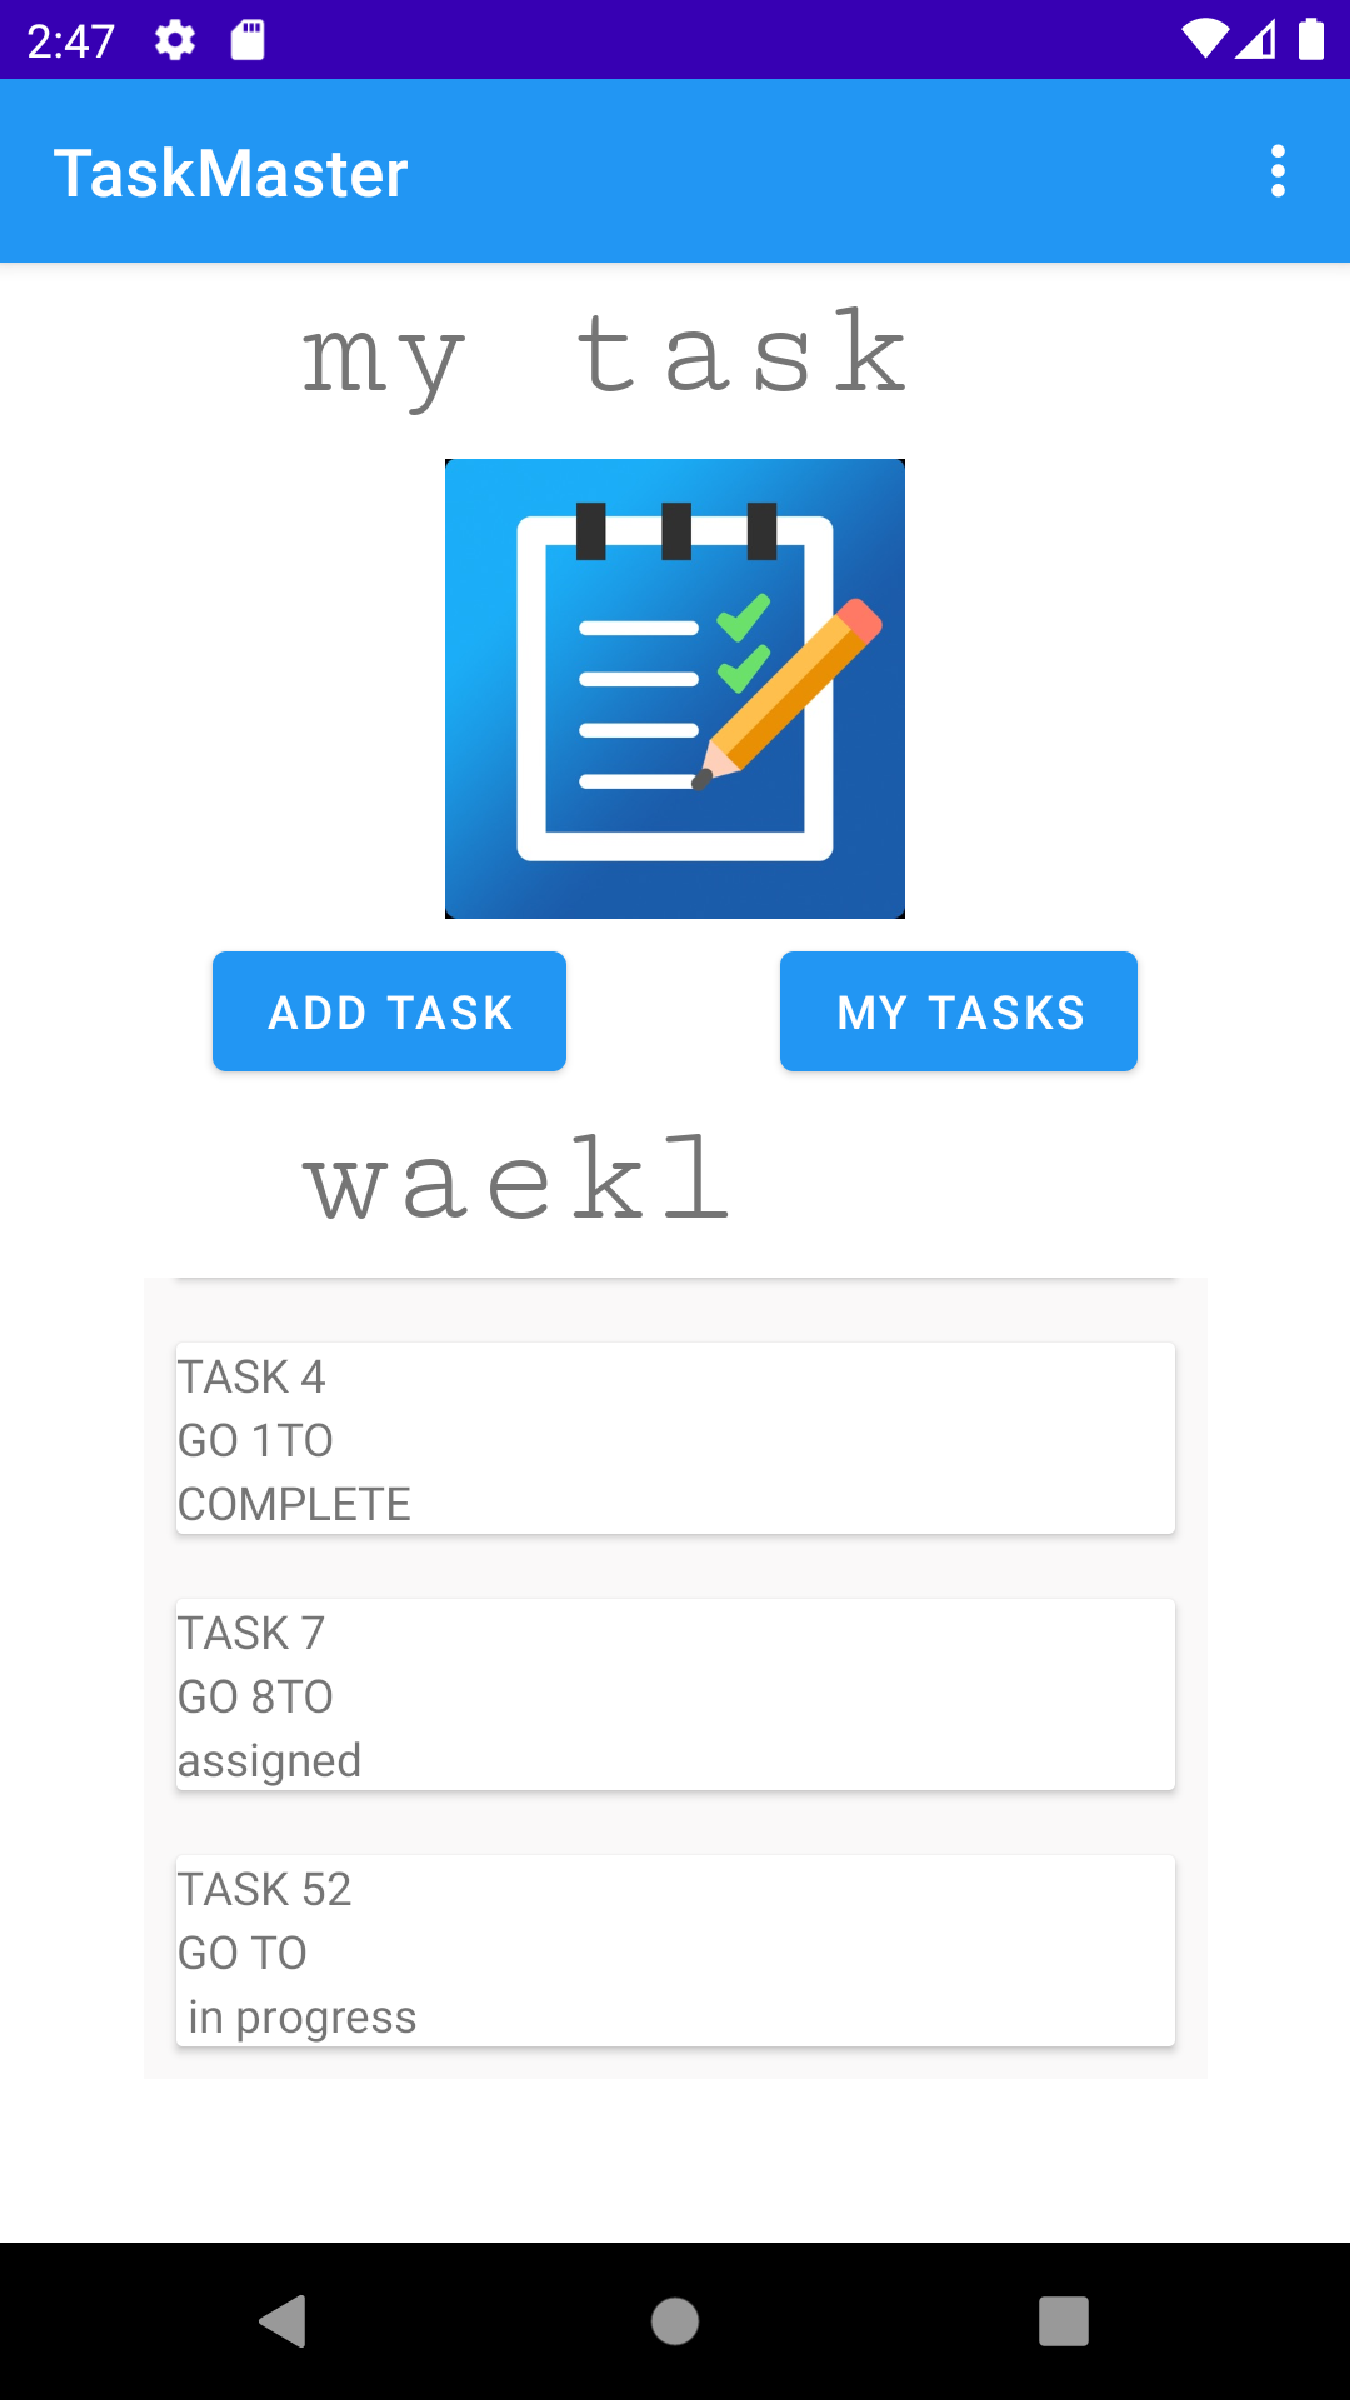 2:47
TaskMaster
my task
ADD TASK
MY TASKS
waekl
TASK 4
GO 1TO
COMPLETE
TASK 7
GO 8TO
assigned
TASK 52
GO TO
in progress